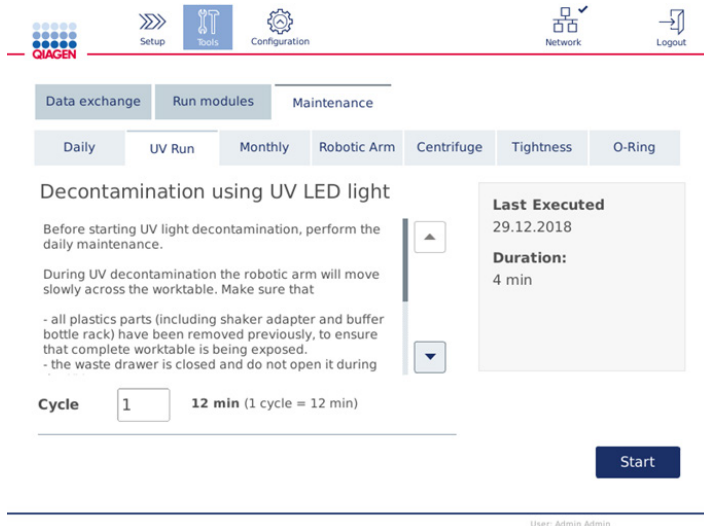 QIAGEN
Setup
Tools
Configuration
Network
Logout
Data exchange
Run modules
Maintenance
Daily
UV Run
Monthly
Robotic Arm
Centrifuge
Tightness
O-Ring
Decontamination using UV LED light
Before starting UV light decontamination, perform the
daily maintenance.
During UV decontamination the robotic arm will move
slowly across the worktable. Make sure that
- all plastics parts (including shaker adapter and buffer
bottle rack) have been removed previously, to ensure
that complete worktable is being exposed.
- the waste drawer is closed and do not open it during
Last Executed
29.12.2018
Duration:
4 min
Cycle
1
12 min (1 cycle = 12 min)
Start
User: Admin Admin